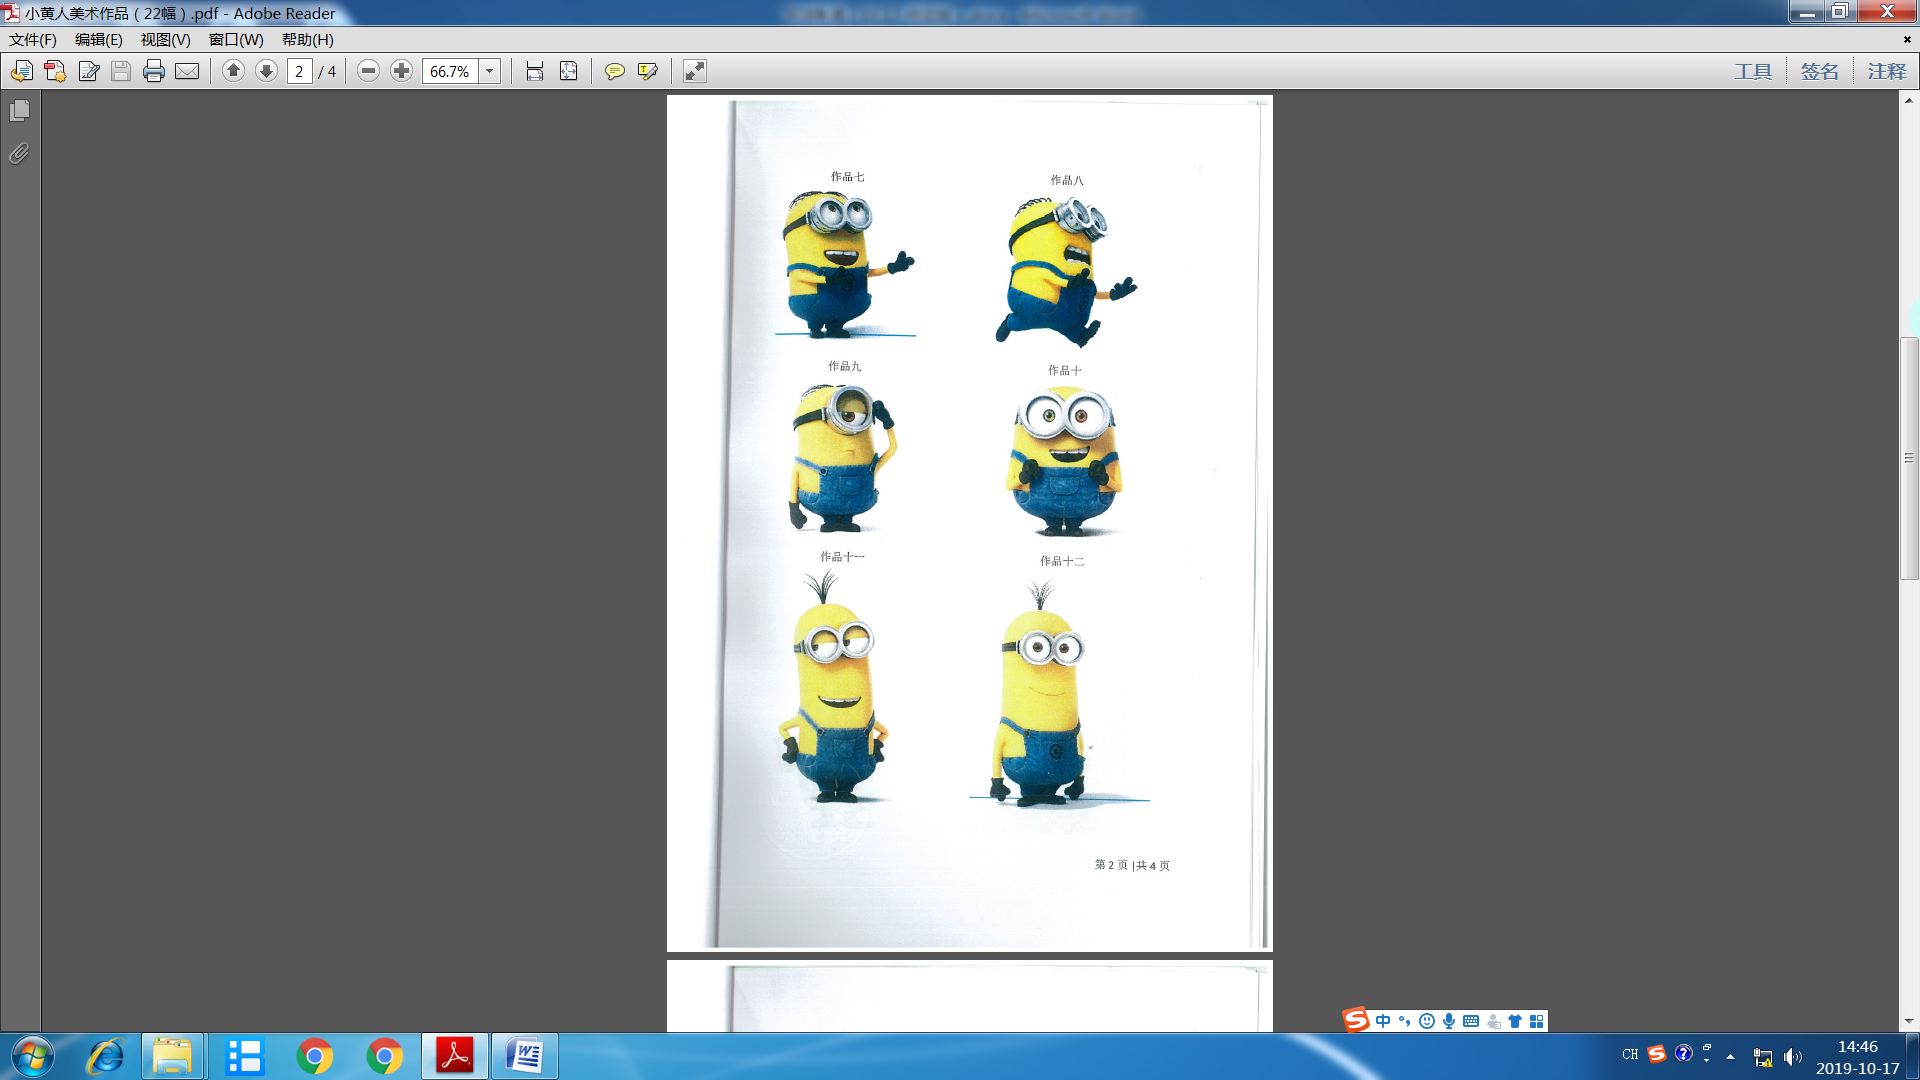 小黄人美术作品（22幅）.pdf - Adobe Reader
文件(F) 编辑(E) 视图(V) 窗口(W) 帮助(H)
2 / 4 66.7% 工具 签名 注释
作品七 作品八
作品九 作品十
作品十一 作品十二
第 2 页 |共 4 页
中
CH 14:46
2019-10-17